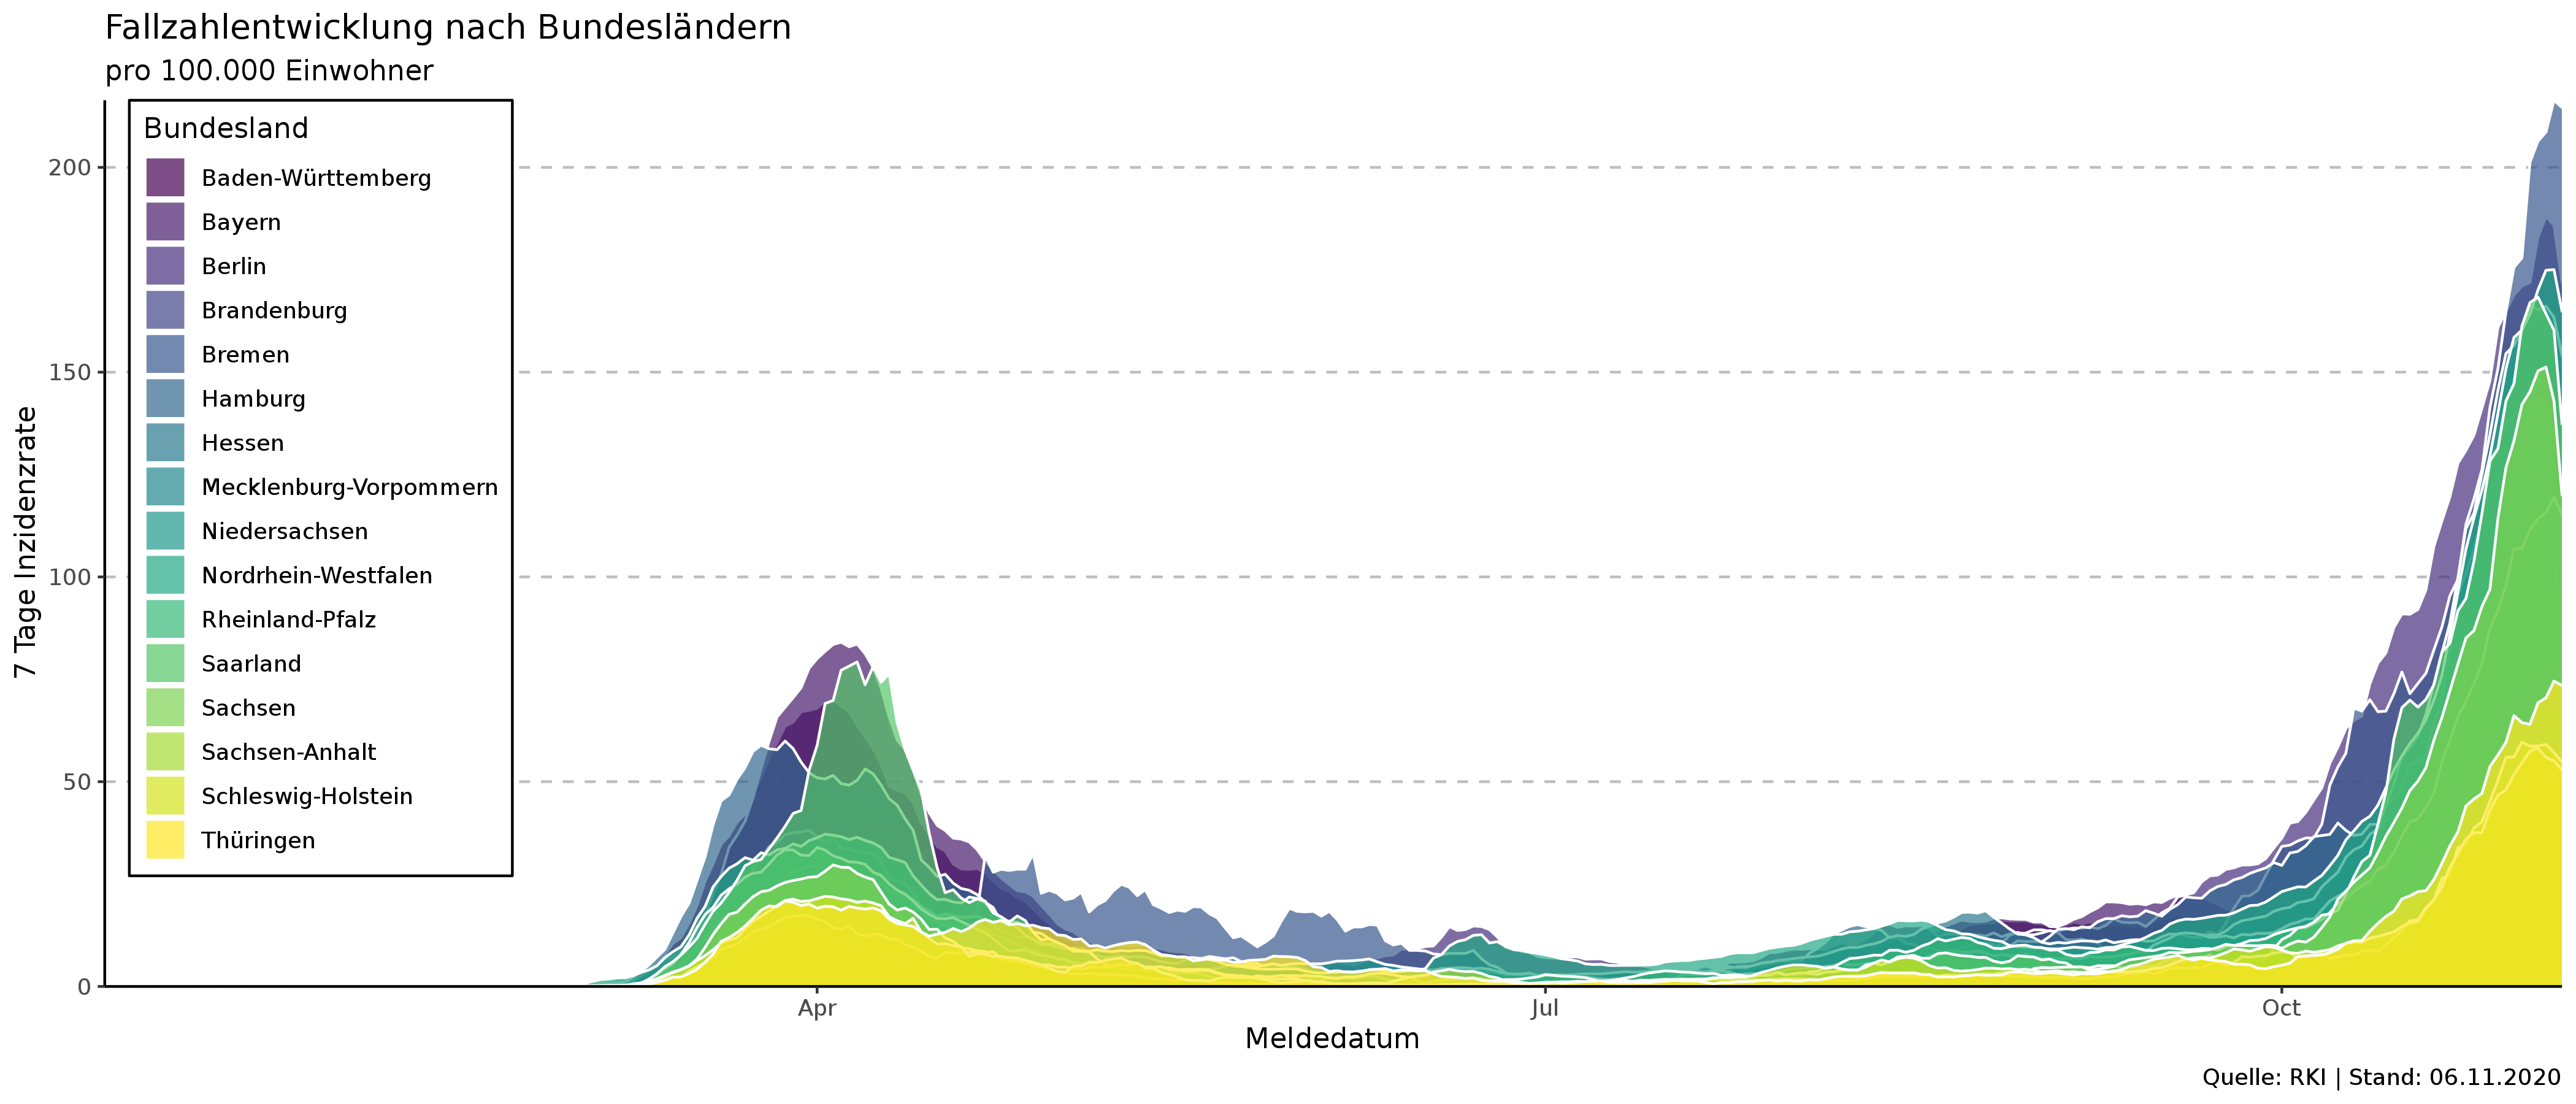 Fallzahlentwicklung nach Bundesländern
pro 100.000 Einwohner
Bundesland
Baden-Württemberg
Bayern
Berlin
Brandenburg
Bremen
Hamburg
Hessen
Mecklenburg-Vorpommern
Niedersachsen
Nordrhein-Westfalen
Rheinland-Pfalz
Saarland
Sachsen
Sachsen-Anhalt
Schleswig-Holstein
Thüringen
7 Tage Inzidenzrate
200
150
100
50
0
Apr
Jul
Oct
Meldedatum
Quelle: RKI | Stand: 06.11.2020